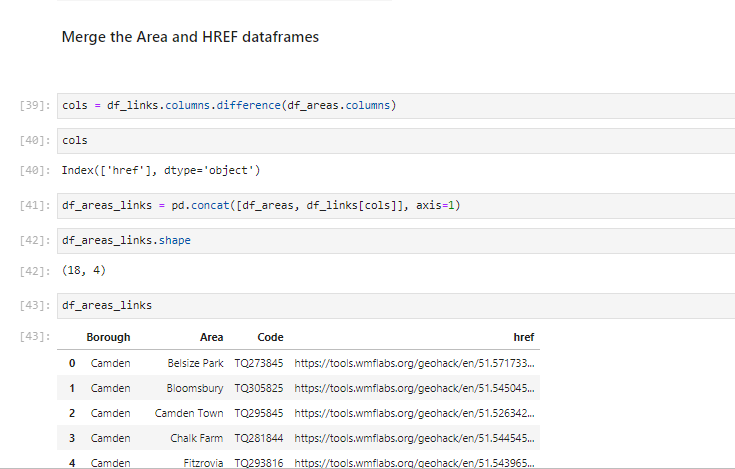 Merge the Area and HREF dataframes
[39]: cols = df_links.columns.difference(df_areas.columns)
[40]: cols
[40]: Index(['href'], dtype='object')
[41]: df_areas_links = pd.concat([df_areas, df_links[cols]], axis=1)
[42]: df_areas_links.shape
[42]: (18, 4)
[43]: df_areas_links
[43]: Borough Area Code href
0 Camden Belsize Park TQ273845 https://tools.wmflabs.org/geohack/en/51.571733...
1 Camden Bloomsbury TQ305825 https://tools.wmflabs.org/geohack/en/51.545045...
2 Camden Camden Town TQ295845 https://tools.wmflabs.org/geohack/en/51.526342...
3 Camden Chalk Farm TQ281844 https://tools.wmflabs.org/geohack/en/51.544545...
4 Camden Fitzrovia TQ293816 https://tools.wmflabs.org/geohack/en/51.543965...